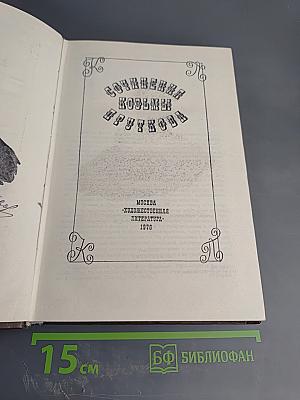 К П
СОЧИНЕНИЯ
КОЗЬМЫ
ПРУТКОВА
МОСКВА
«ХУДОЖЕСТВЕННАЯ
ЛИТЕРАТУРА»
1976
К П
15 см БФ БИБЛИОФАН